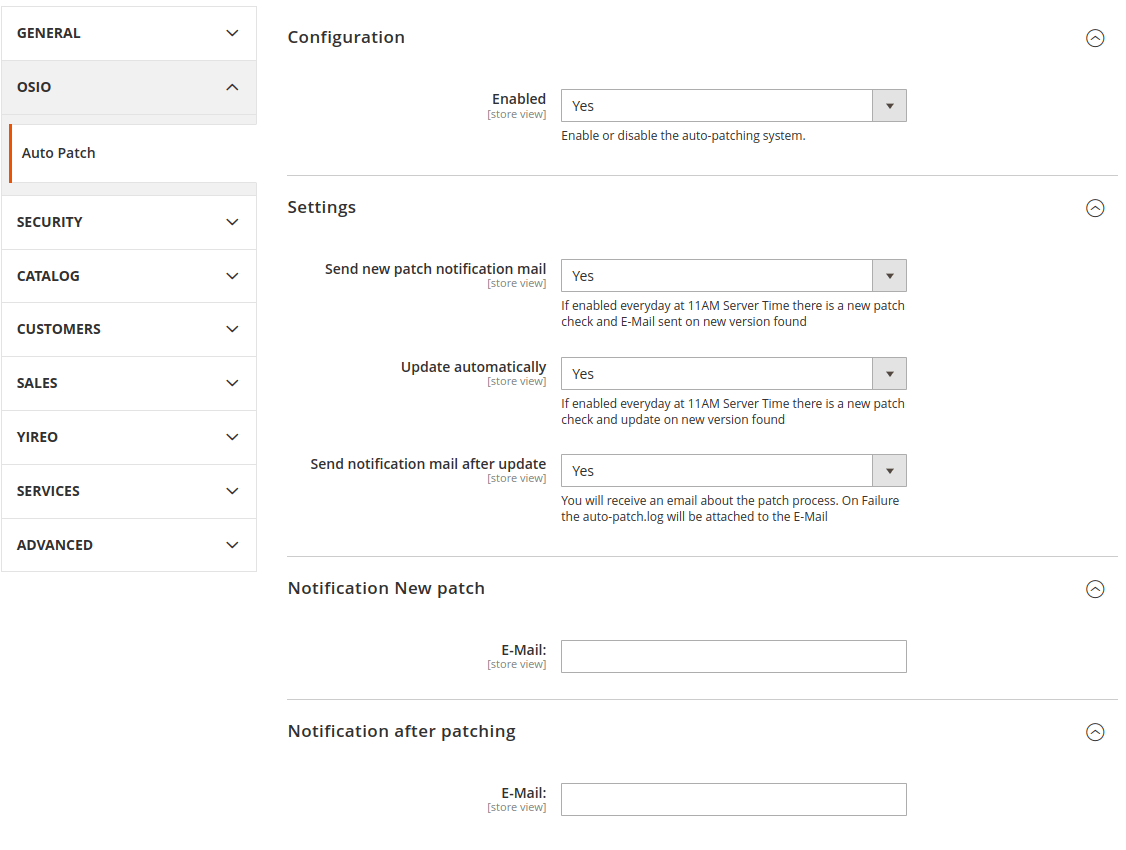 GENERAL
OSIO
Auto Patch
SECURITY
CATALOG
CUSTOMERS
SALES
YIREO
SERVICES
ADVANCED
Configuration
Enabled
[store view]
Yes
Enable or disable the auto-patching system.
Settings
Send new patch notification mail
[store view]
Yes
If enabled everyday at 11AM Server Time there is a new patch
check and E-Mail sent on new version found
Update automatically
[store view]
Yes
If enabled everyday at 11AM Server Time there is a new patch
check and update on new version found
Send notification mail after update
[store view]
Yes
You will receive an email about the patch process. On Failure
the auto-patch.log will be attached to the E-Mail
Notification New patch
E-Mail:
[store view]
Notification after patching
E-Mail:
[store view]